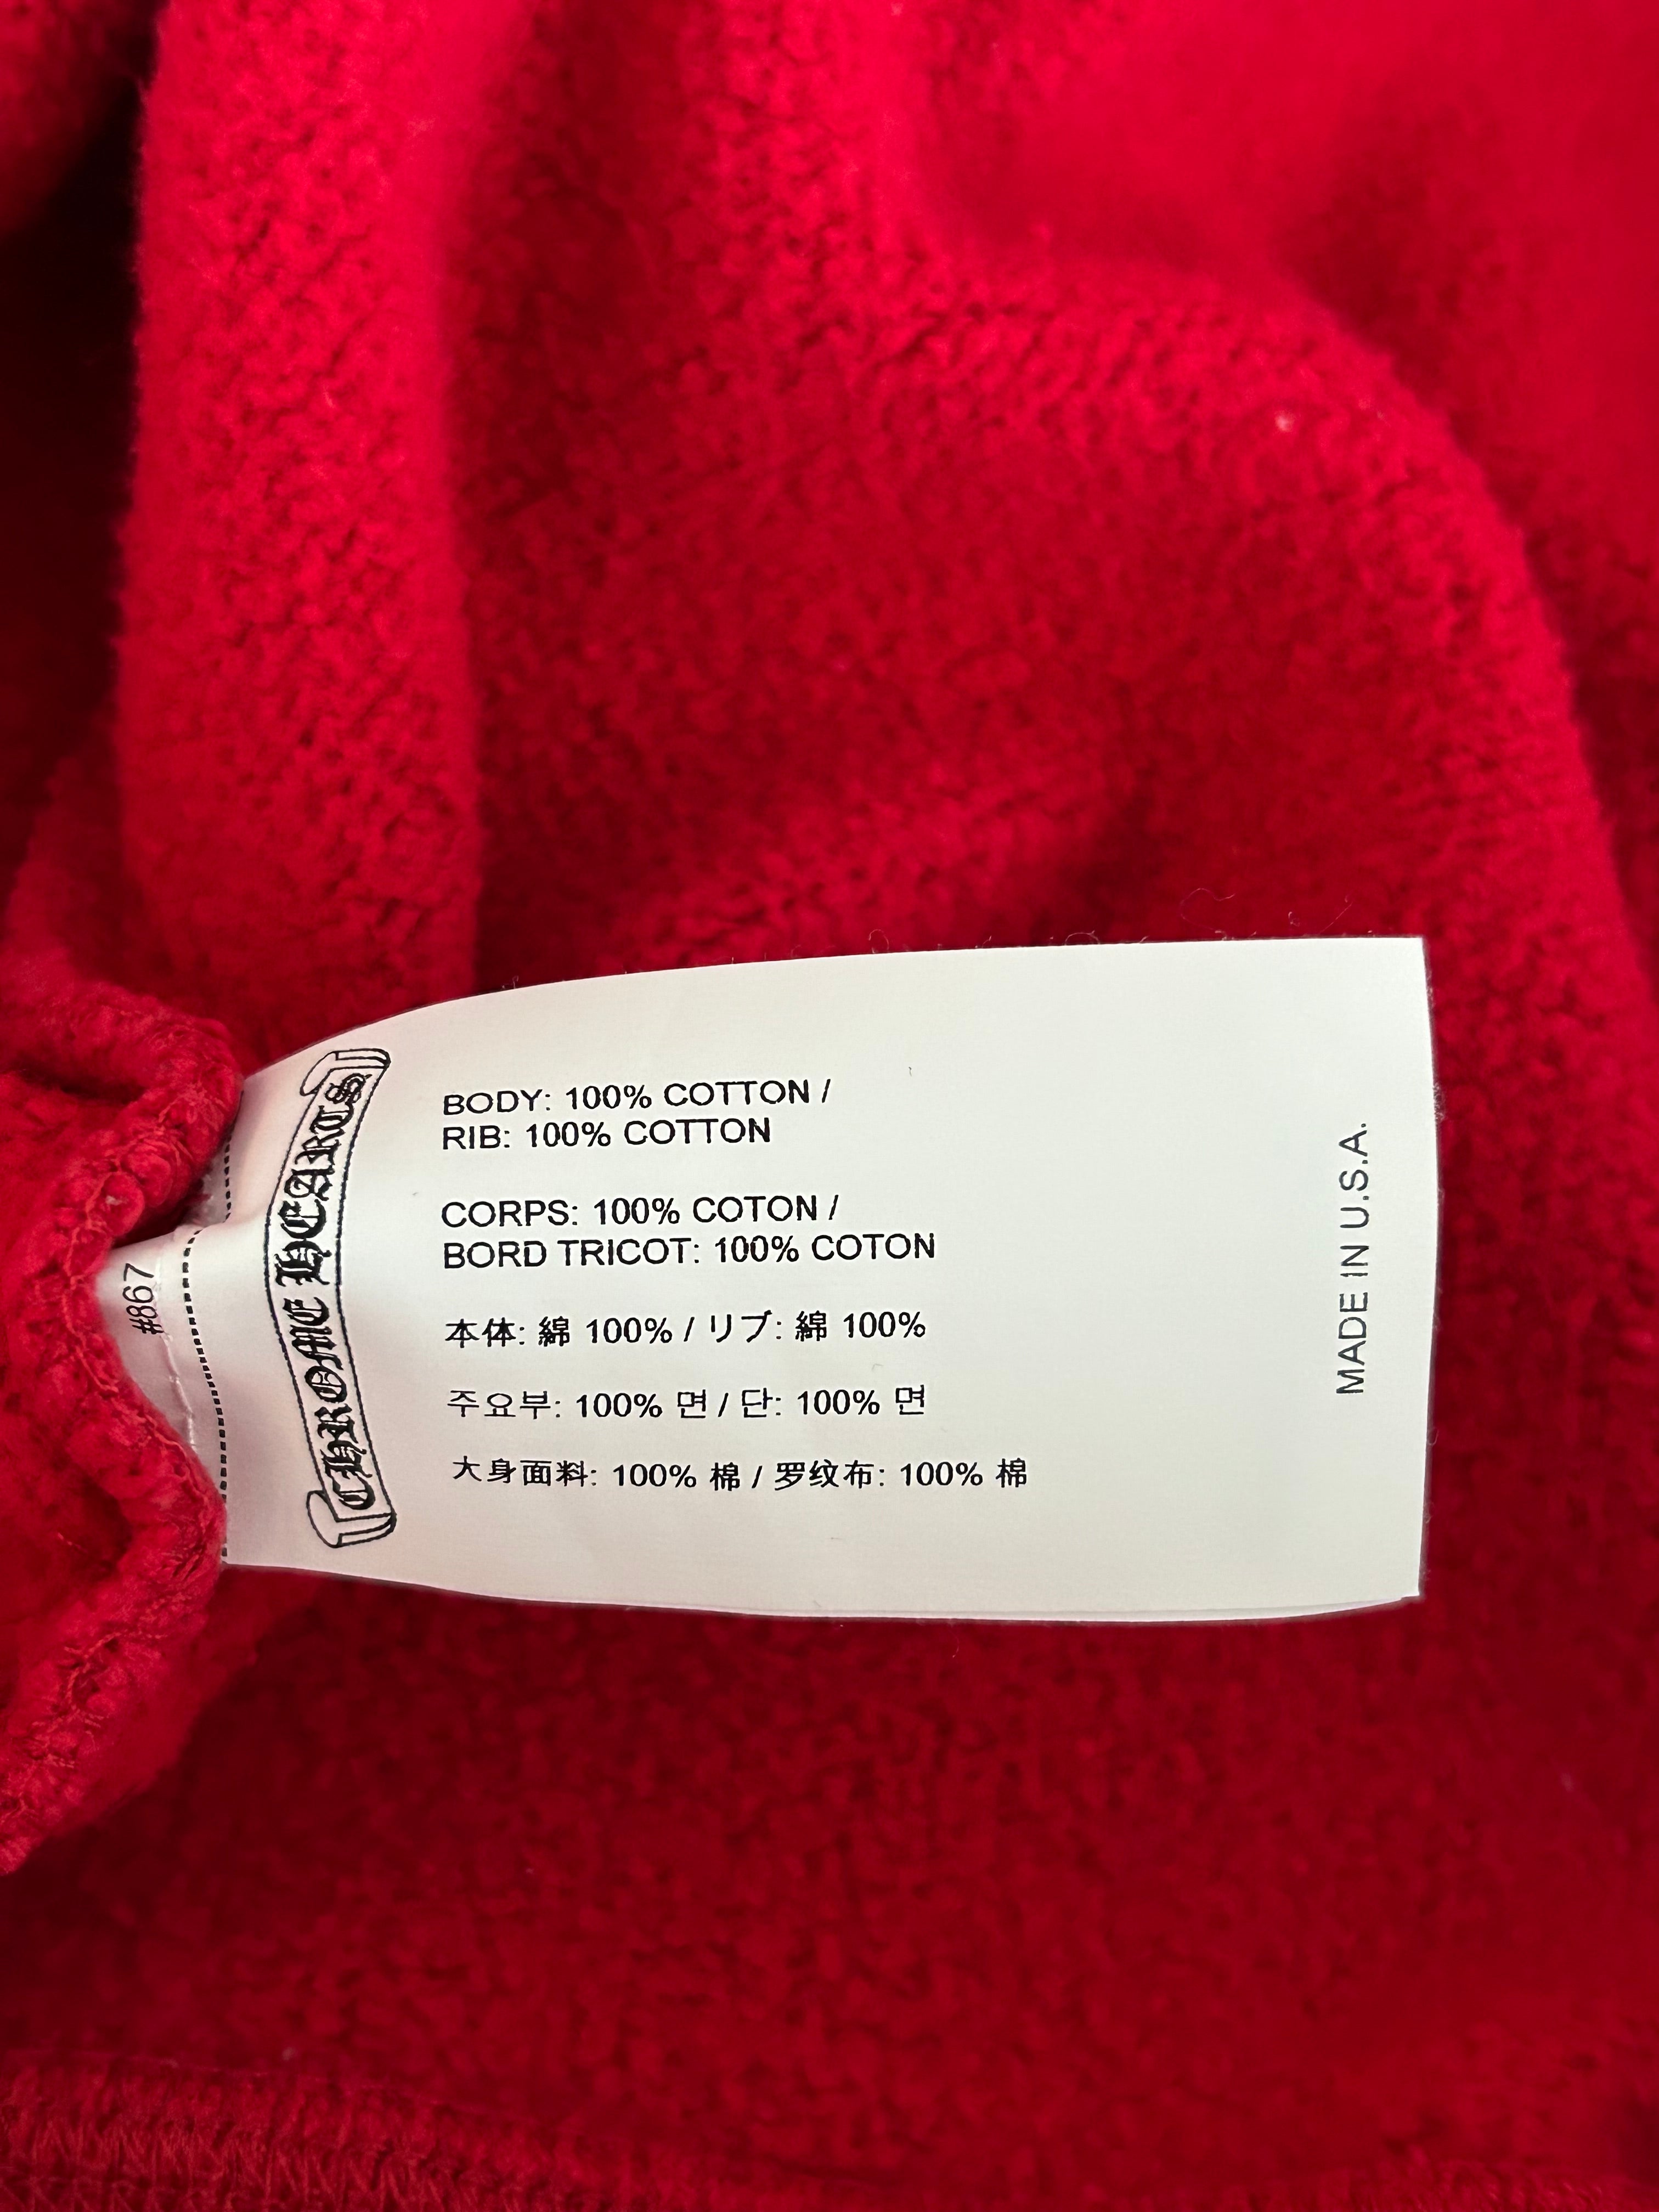 #867
CHROME HEARTS
BODY: 100% COTTON /
RIB: 100% COTTON
CORPS: 100% COTON /
BORD TRICOT: 100% COTON
本体: 綿 100% / リブ: 綿 100%
주요부: 100% 면 / 단: 100% 면
大身面料: 100% 棉 / 罗纹布: 100% 棉
MADE IN U.S.A.